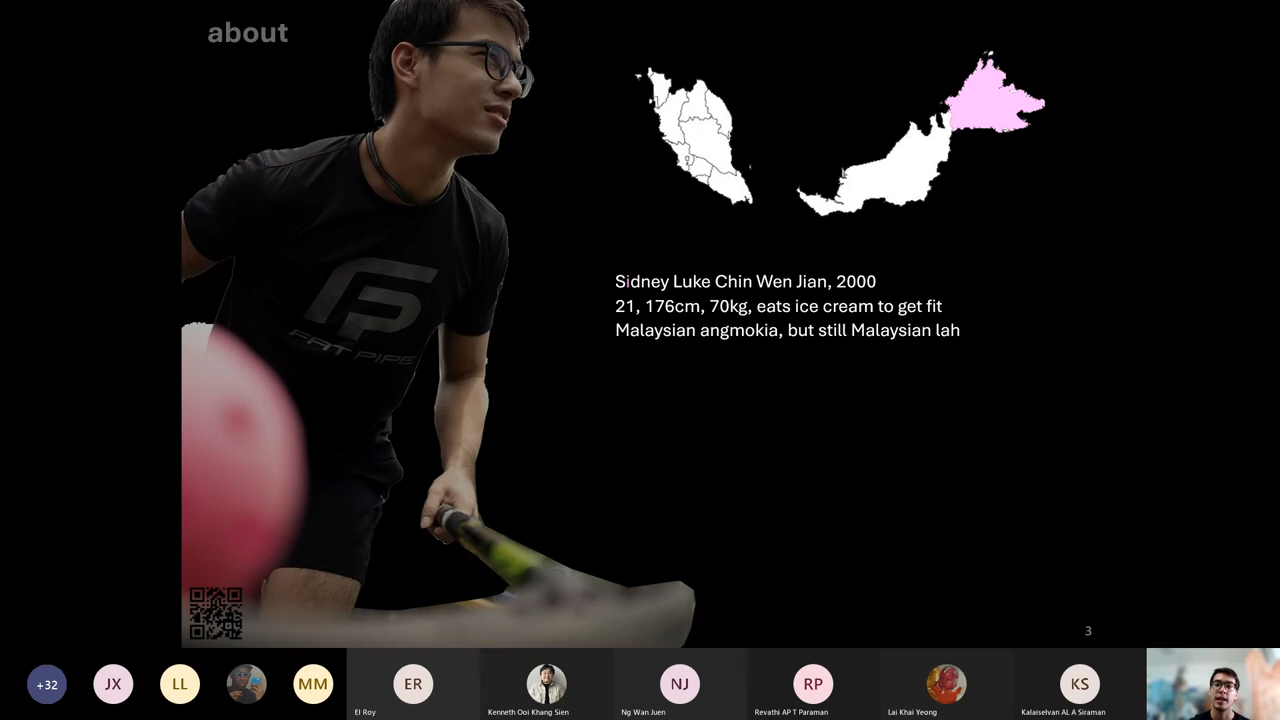 about
Sidney Luke Chin Wen Jian, 2000
21, 176cm, 70kg, eats ice cream to get fit
Malaysian angmokia, but still Malaysian lah
FAT PIPE
3
+32
JX
LL
MM
ER
NJ
RP
KS
El Roy
Kenneth Ooi Khang Sien
Ng Wan Juen
Revathi AP T Paraman
Lai Khai Yeong
Kalaiselvan AL A Siraman